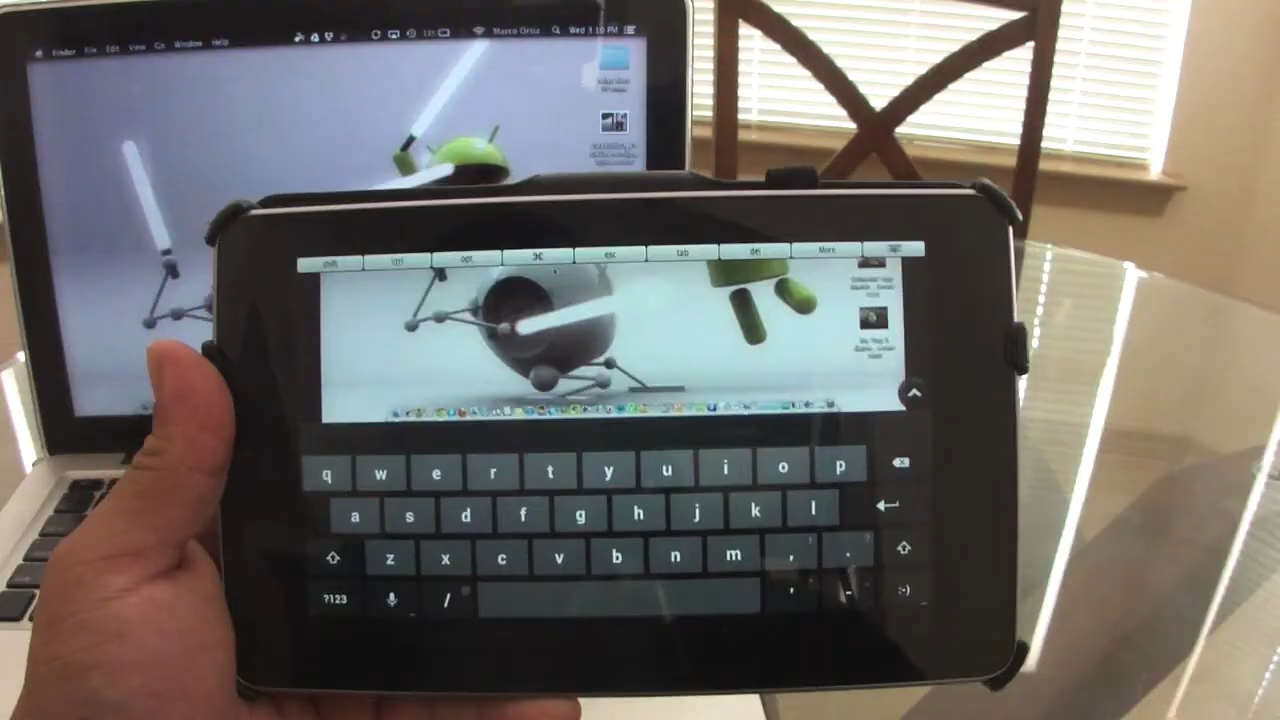 Finder File Edit View Go Window Help Marco Ortiz Wed 3:10 PM
shift ctrl opt ⌘ esc tab del More
q w e r t y u i o p
a s d f g h j k l
z x c v b n m , .
?123 / ' - :-)